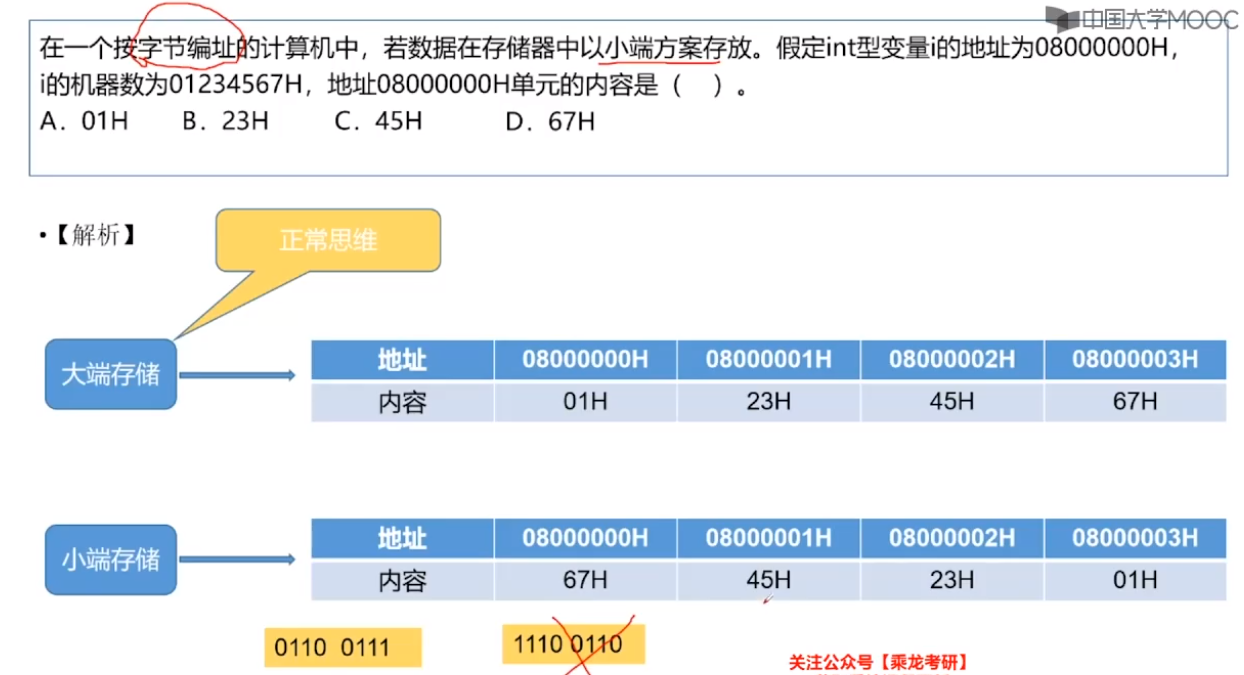 中国大学MOOC
在一个按字节编址的计算机中，若数据在存储器中以小端方案存放。假定int型变量i的地址为08000000H，
i的机器数为01234567H，地址08000000H单元的内容是（　）。
A．01H　　B．23H　　C．45H　　D．67H
•【解析】
正常思维
大端存储
地址 08000000H 08000001H 08000002H 08000003H
内容 01H 23H 45H 67H
小端存储
地址 08000000H 08000001H 08000002H 08000003H
内容 67H 45H 23H 01H
0110 0111 1110 0110
关注公众号【乘龙考研】